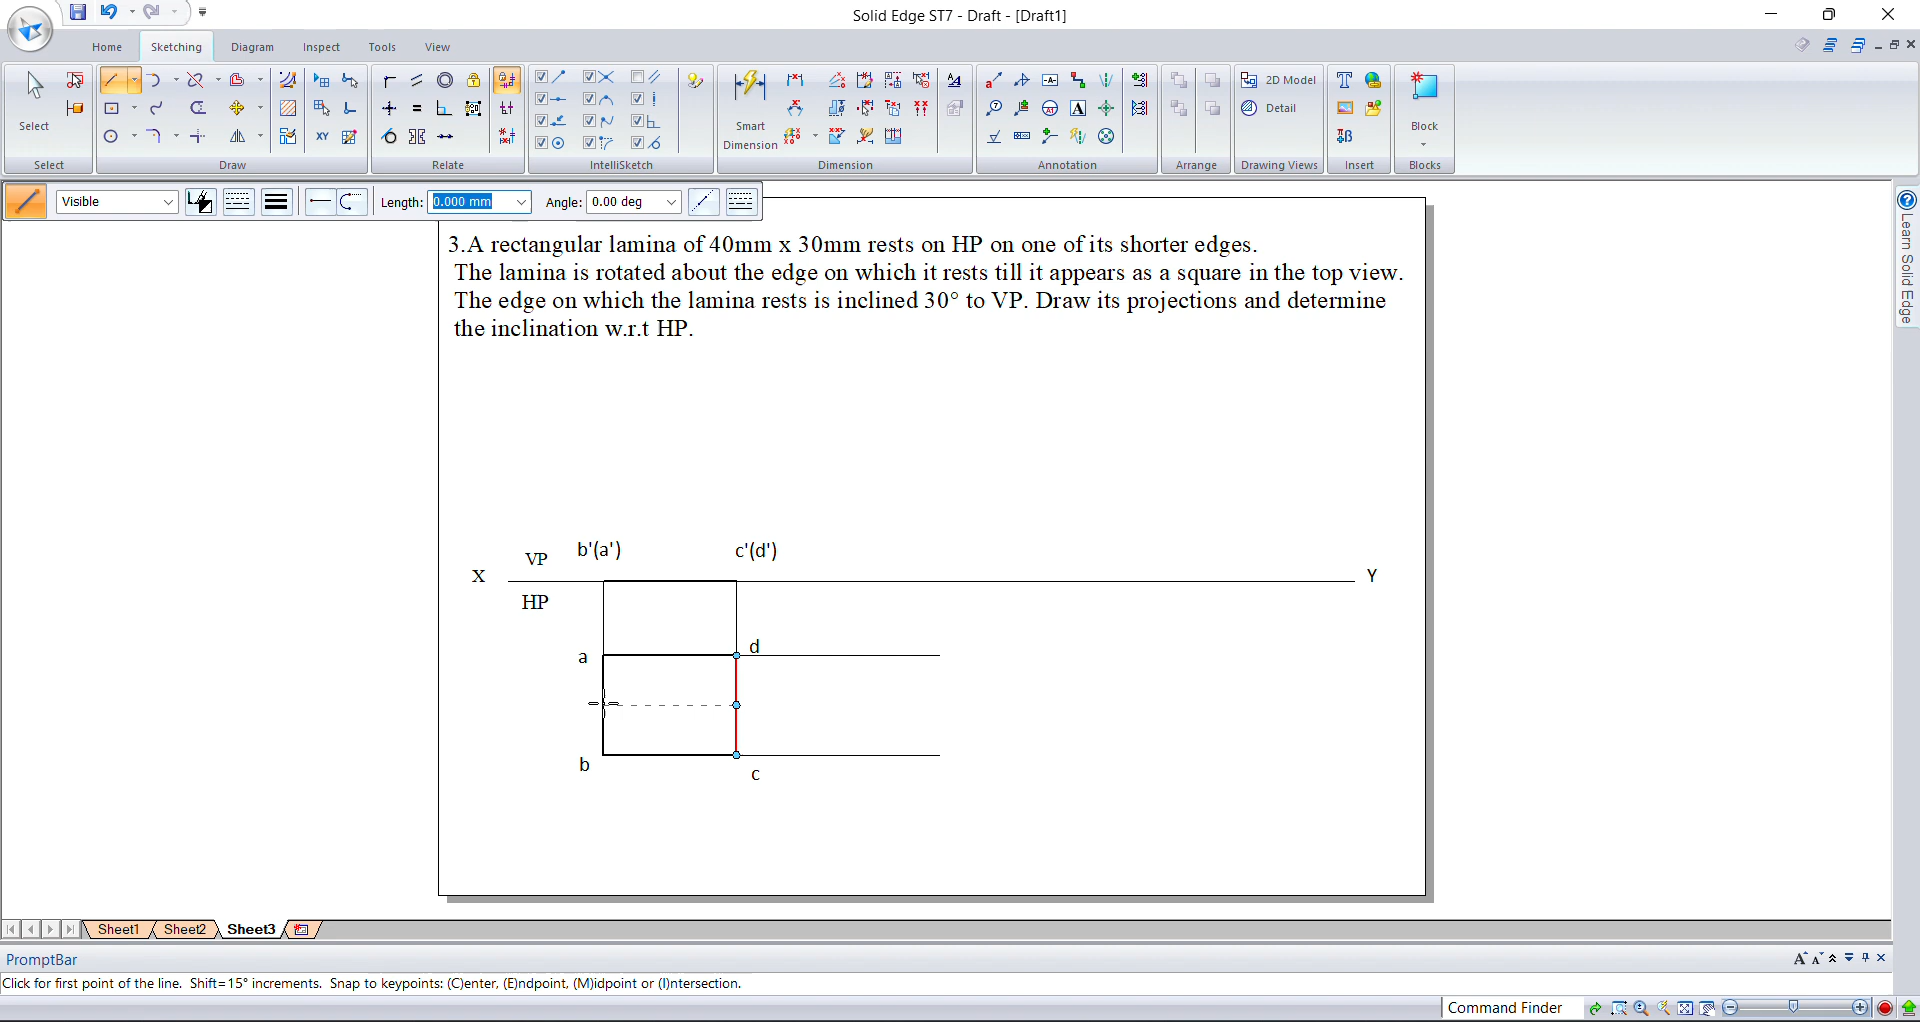 Solid Edge ST7 - Draft - [Draft1]
Home Sketching Diagram Inspect Tools View
Select
Smart
Dimension
2D Model
Detail
Block
Select Draw Relate IntelliSketch Dimension Annotation Arrange Drawing Views Insert Blocks
Visible Length: 0.000 mm Angle: 0.00 deg
Learn Solid Edge
3.A rectangular lamina of 40mm x 30mm rests on HP on one of its shorter edges.
The lamina is rotated about the edge on which it rests till it appears as a square in the top view.
The edge on which the lamina rests is inclined 30° to VP. Draw its projections and determine
the inclination w.r.t HP.
b'(a') c'(d')
VP
X Y
HP
a d
b c
Sheet1 Sheet2 Sheet3
PromptBar
Click for first point of the line. Shift=15° increments. Snap to keypoints: (C)enter, (E)ndpoint, (M)idpoint or (I)ntersection.
Command Finder